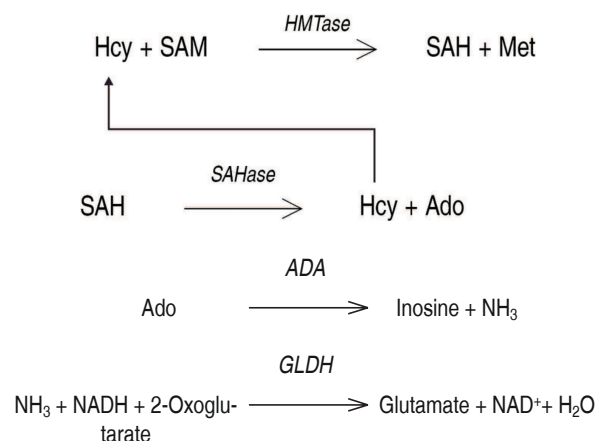 HMTase
Hcy + SAM SAH + Met
SAHase
SAH Hcy + Ado
ADA
Ado Inosine + NH₃
GLDH
NH₃ + NADH + 2-Oxoglu- Glutamate + NAD⁺+ H₂O
tarate